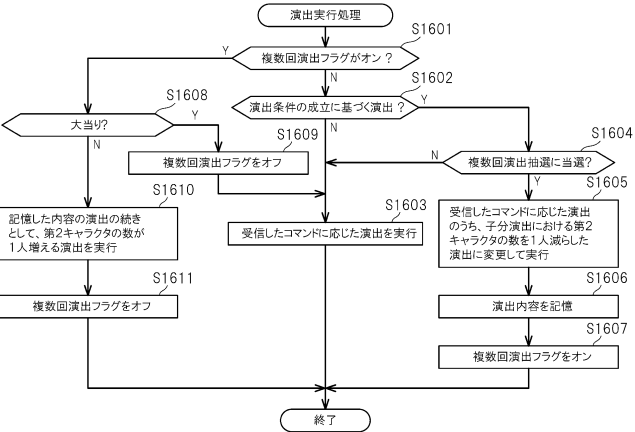 演出実行処理
S1601
複数回演出フラグがオン?
Y
N
S1602
演出条件の成立に基づく演出?
Y
N
S1608
大当り?
Y
N
S1609
複数回演出フラグをオフ
S1604
複数回演出抽選に当選?
N
Y
S1610
記憶した内容の演出の続き
として、第2キャラクタの数が
1人増える演出を実行
S1603
受信したコマンドに応じた演出を実行
S1605
受信したコマンドに応じた演出
のうち、子分演出における第2
キャラクタの数を1人減らした
演出に変更して実行
S1611
複数回演出フラグをオフ
S1606
演出内容を記憶
S1607
複数回演出フラグをオン
終了